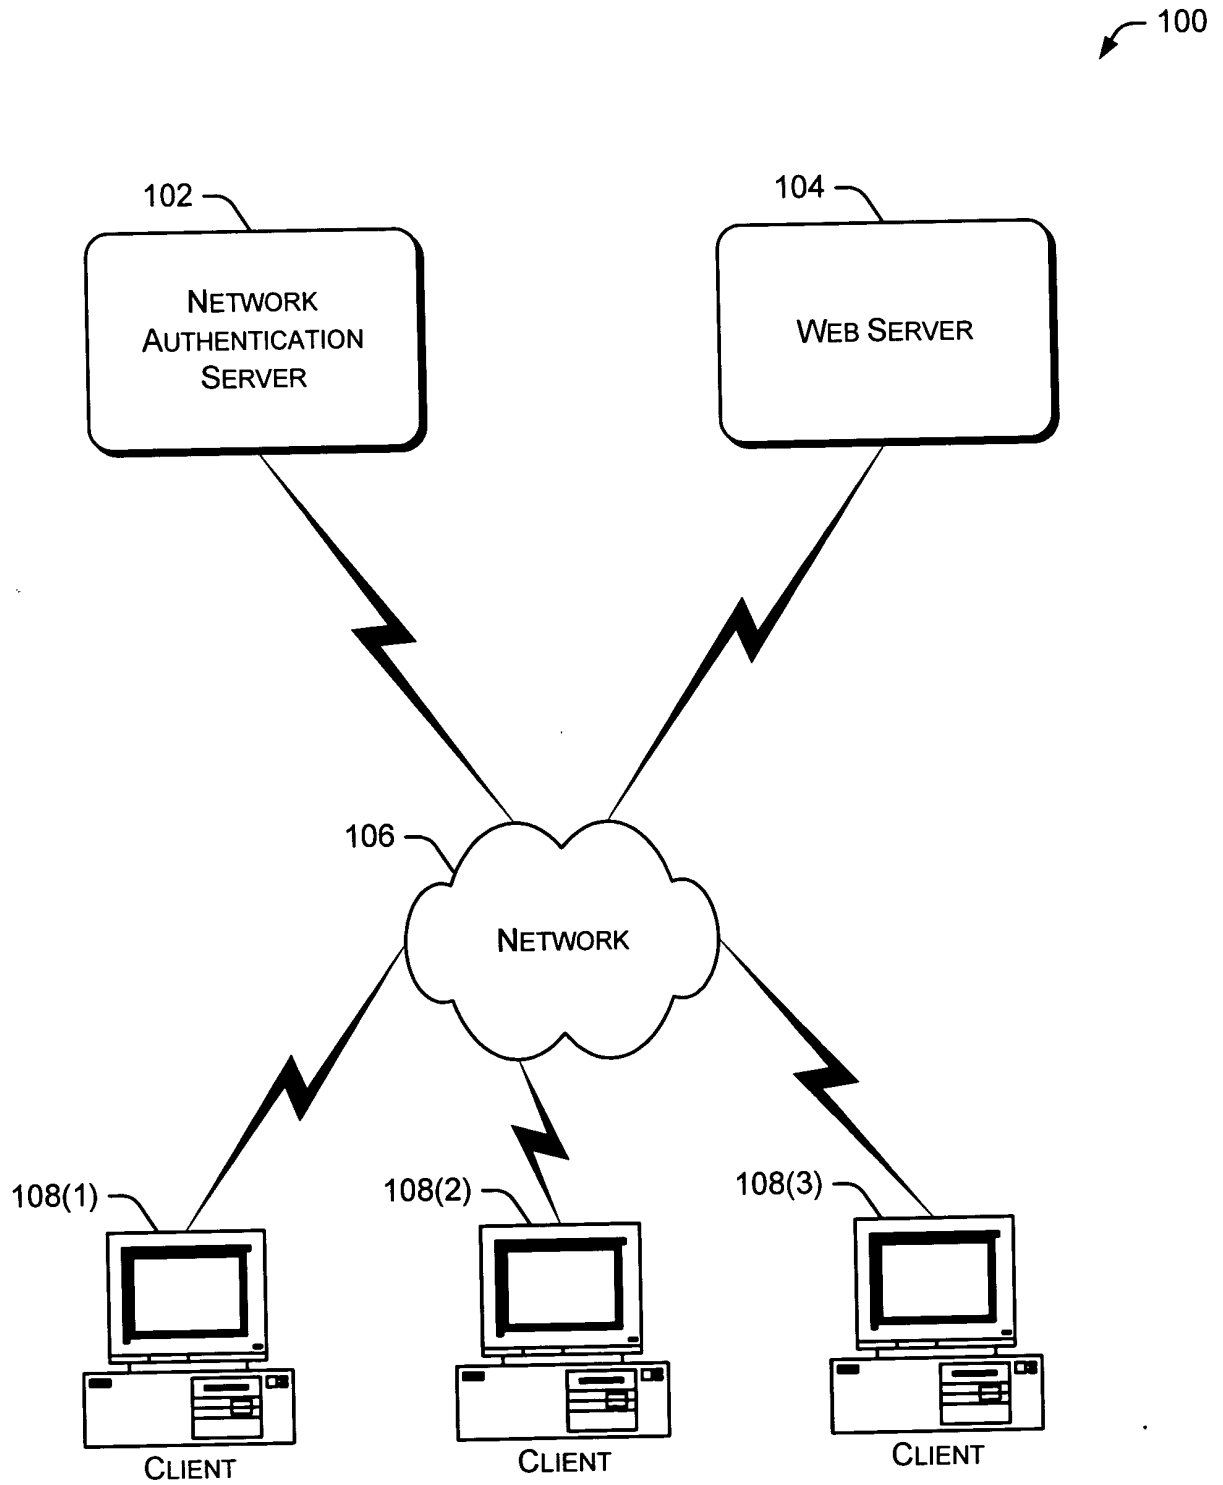 100
102
104
NETWORK
AUTHENTICATION
SERVER
WEB SERVER
106
NETWORK
108(1)
108(2)
108(3)
CLIENT
CLIENT
CLIENT